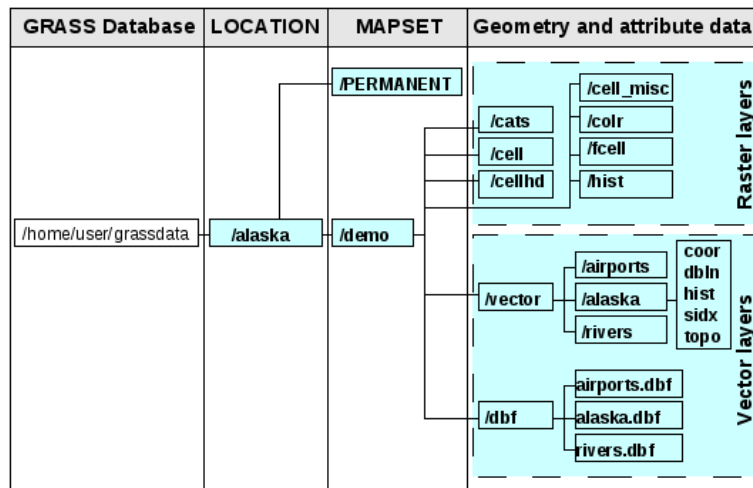 GRASS Database
LOCATION
MAPSET
Geometry and attribute data
/PERMANENT
/cell_misc
/cats
/colr
/cell
/fcell
/cellhd
/hist
Raster layers
/home/user/grassdata
/alaska
/demo
/vector
/airports
/alaska
/rivers
coor
dbln
hist
sidx
topo
/dbf
airports.dbf
alaska.dbf
rivers.dbf
Vector layers